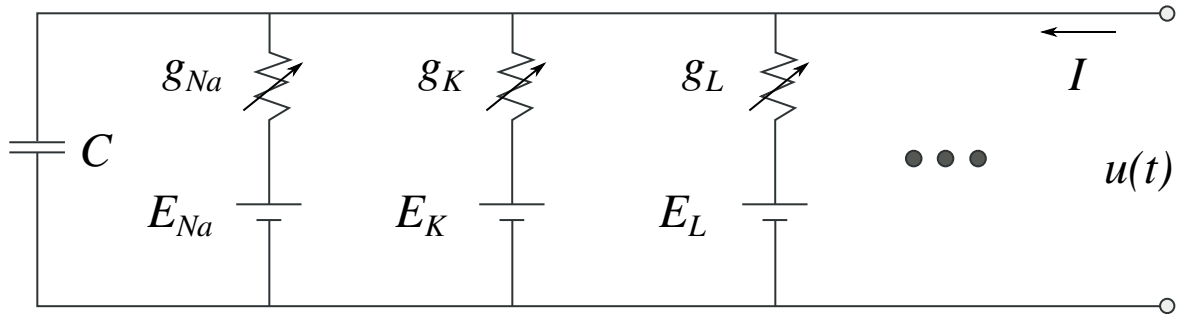 g_Na
g_K
g_L
I
C
u(t)
E_Na
E_K
E_L